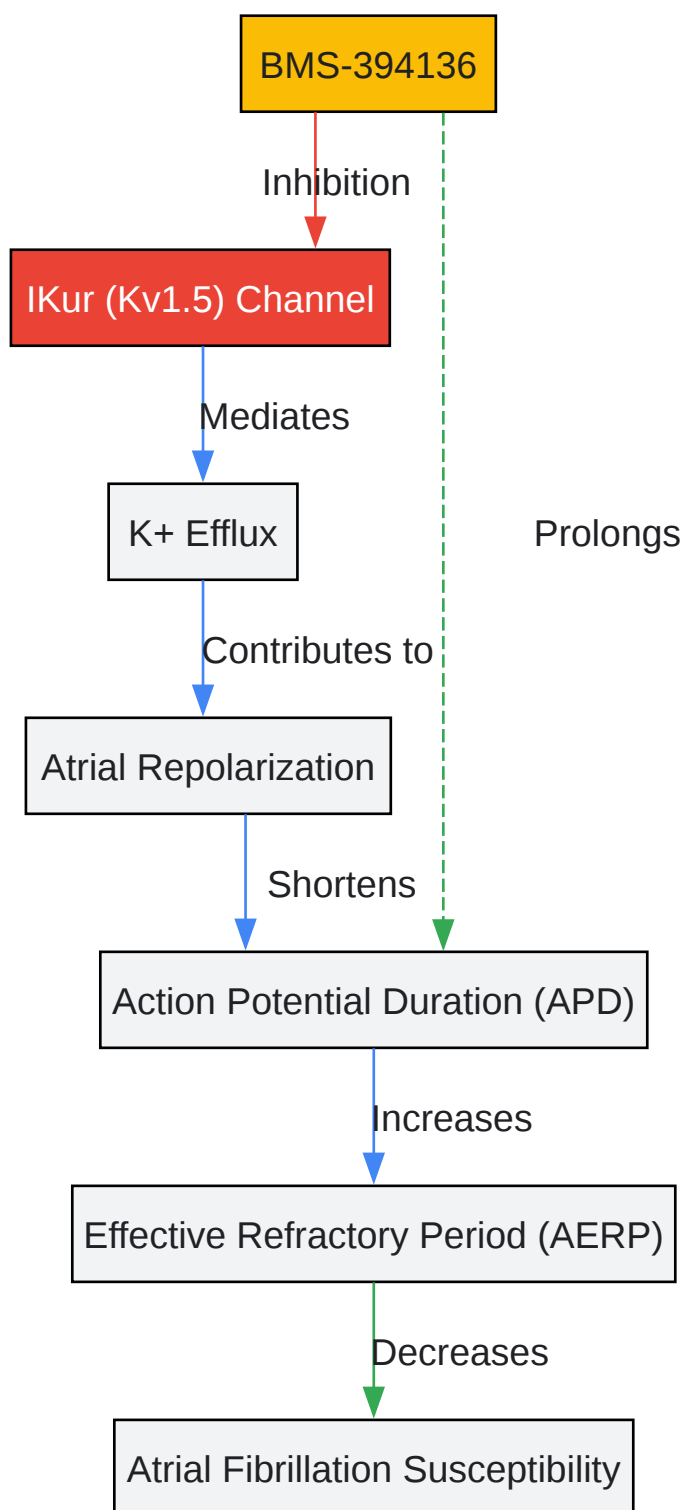 BMS-394136
Inhibition
IKur (Kv1.5) Channel
Mediates
K+ Efflux
Prolongs
Contributes to
Atrial Repolarization
Shortens
Action Potential Duration (APD)
Increases
Effective Refractory Period (AERP)
Decreases
Atrial Fibrillation Susceptibility